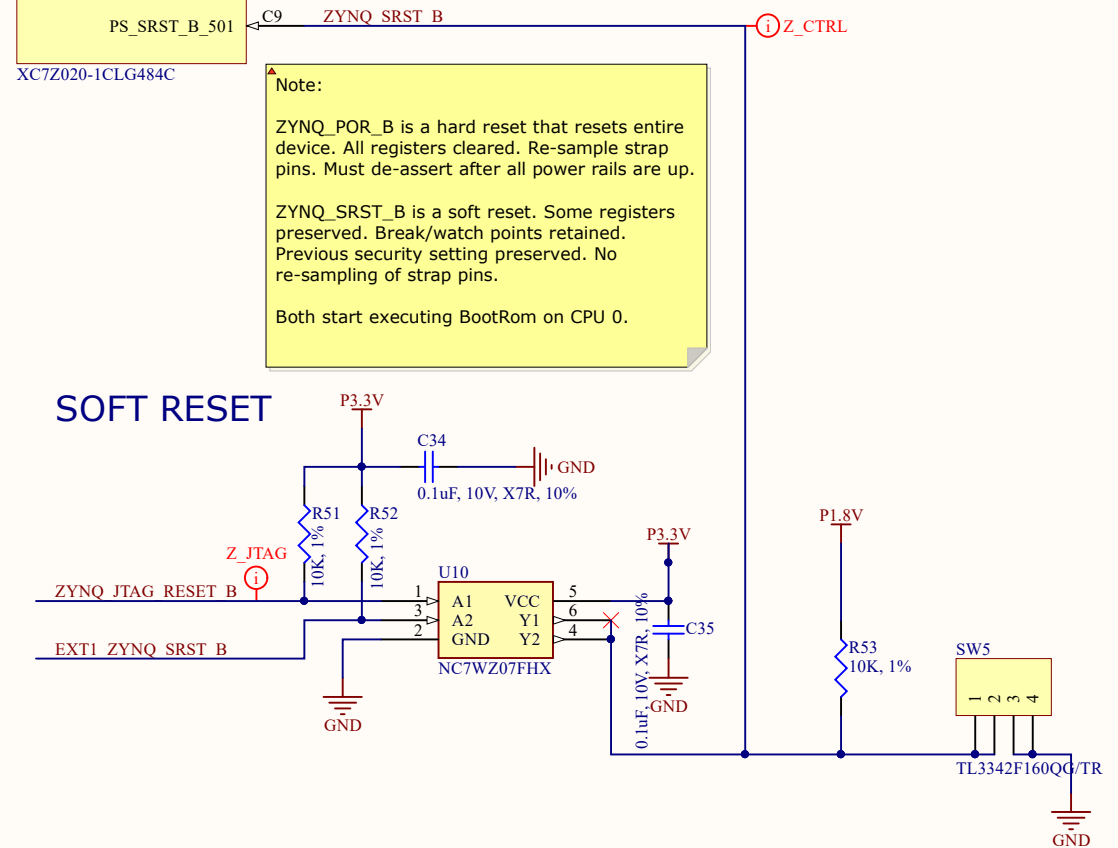 PS_SRST_B_501
C9
ZYNQ_SRST_B
i Z_CTRL
XC7Z020-1CLG484C
Note:
ZYNQ_POR_B is a hard reset that resets entire
device. All registers cleared. Re-sample strap
pins. Must de-assert after all power rails are up.
ZYNQ_SRST_B is a soft reset. Some registers
preserved. Break/watch points retained.
Previous security setting preserved. No
re-sampling of strap pins.
Both start executing BootRom on CPU 0.
SOFT RESET
P3.3V
C34
GND
0.1uF, 10V, X7R, 10%
R51
10K, 1%
R52
10K, 1%
Z_JTAG
i
ZYNQ_JTAG_RESET_B
EXT1_ZYNQ_SRST_B
U10
1 A1 VCC 5
3 A2 Y1 6
2 GND Y2 4
NC7WZ07FHX
GND
P3.3V
C35
0.1uF, 10V, X7R, 10%
GND
P1.8V
R53
10K, 1%
SW5
1 2 3 4
TL3342F160QG/TR
GND